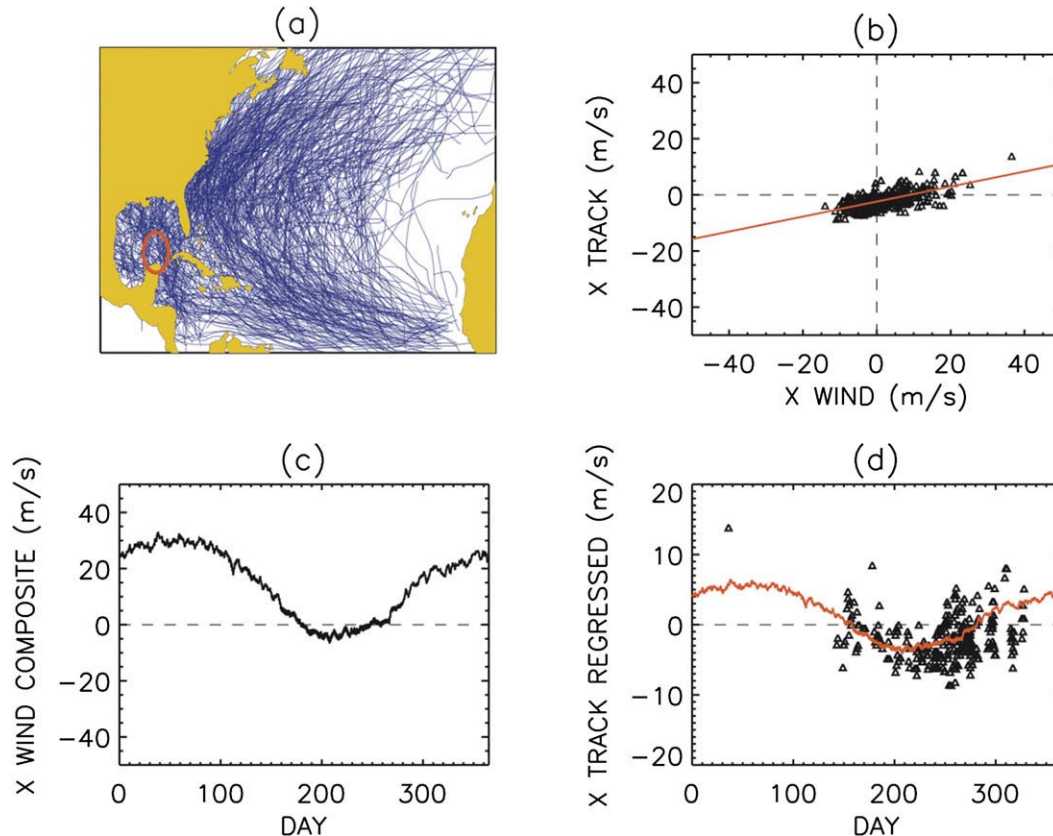 (a)
(b)
X TRACK (m/s)
40
20
0
−20
−40
−40 −20 0 20 40
X WIND (m/s)
(c)
X WIND COMPOSITE (m/s)
40
20
0
−20
−40
0 100 200 300
DAY
(d)
X TRACK REGRESSED (m/s)
20
10
0
−10
−20
0 100 200 300
DAY